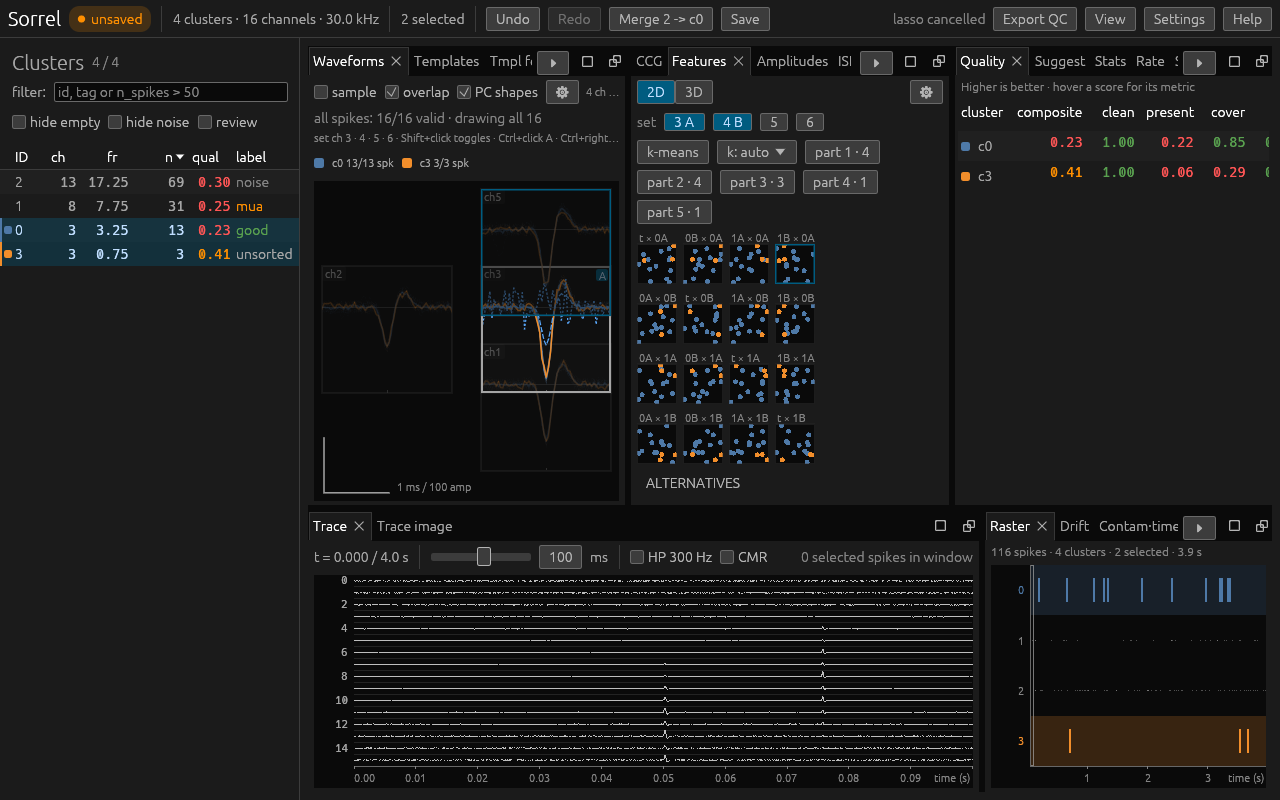 Sorrel unsaved 4 clusters · 16 channels · 30.0 kHz 2 selected Undo Redo Merge 2 -> c0 Save lasso cancelled Export QC View Settings Help
Clusters 4 / 4
filter: id, tag or n_spikes > 50
hide empty hide noise review
ID ch fr n qual label
2 13 17.25 69 0.30 noise
1 8 7.75 31 0.25 mua
0 3 3.25 13 0.23 good
3 3 0.75 3 0.41 unsorted
Waveforms Templates Tmpl
sample overlap PC shapes 4 ch ...
all spikes: 16/16 valid · drawing all 16
set ch 3 · 4 · 5 · 6 · Shift+click toggles · Ctrl+click A · Ctrl+right...
c0 13/13 spk c3 3/3 spk
ch5
ch2
ch3
A
ch1
1 ms / 100 amp
CCG Features Amplitudes ISI
2D 3D
set 3 A 4 B 5 6
k-means k: auto part 1 · 4
part 2 · 4 part 3 · 3 part 4 · 1
part 5 · 1
t × 0A 0B × 0A 1A × 0A 1B × 0A
0A × 0B t × 0B 1A × 0B 1B × 0B
0A × 1A 0B × 1A t × 1A 1B × 1A
0A × 1B 0B × 1B 1A × 1B t × 1B
ALTERNATIVES
Quality Suggest Stats Rate
Higher is better · hover a score for its metric
cluster composite clean present cover
c0 0.23 1.00 0.22 0.85
c3 0.41 1.00 0.06 0.29
Trace Trace image
t = 0.000 / 4.0 s 100 ms HP 300 Hz CMR 0 selected spikes in window
0
2
4
6
8
10
12
14
0.00 0.01 0.02 0.03 0.04 0.05 0.06 0.07 0.08 0.09 time (s)
Raster Drift Contam·time
116 spikes · 4 clusters · 2 selected · 3.9 s
0
1
2
3
1 2 3 time (s)